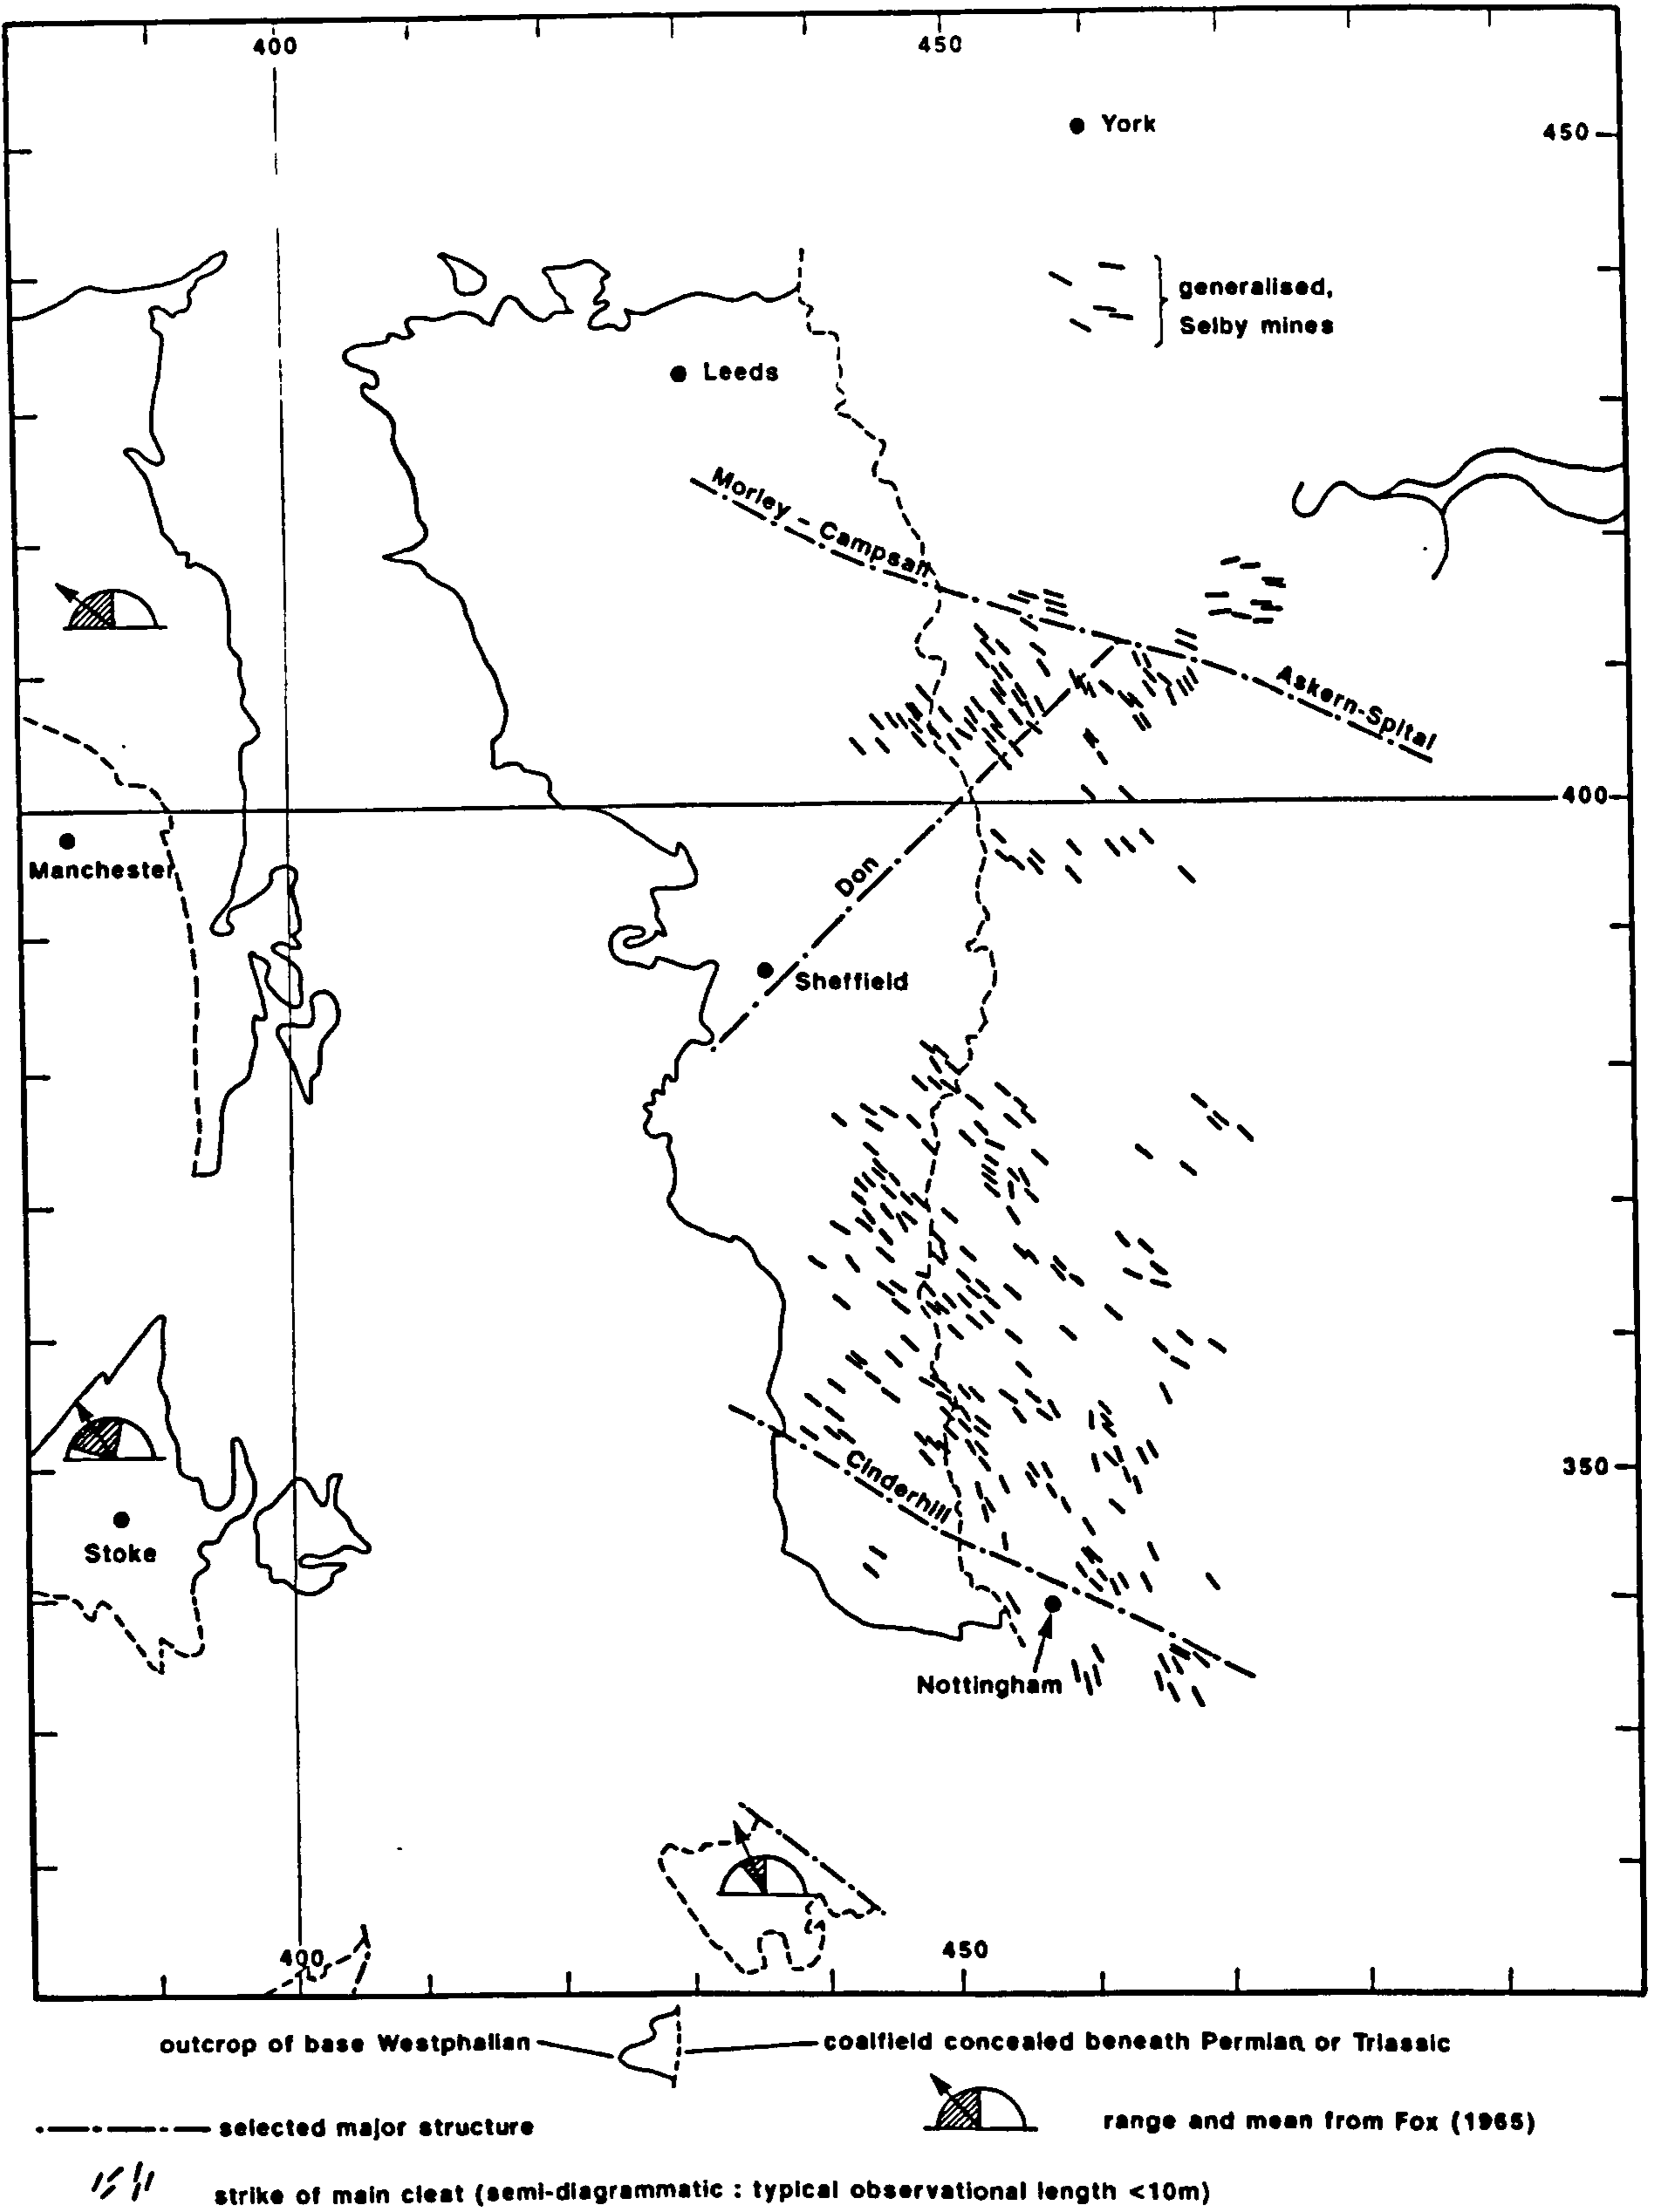 400
450
York
450
generalised,
Selby mines
Leeds
Morley - Campsall
Askern-Spital
400
Manchester
Don
Sheffield
Cinderhill
350
Stoke
Nottingham
400
450
outcrop of base Westphalian
coalfield concealed beneath Permian or Triassic
selected major structure
range and mean from Fox (1965)
strike of main cleat (semi-diagrammatic : typical observational length <10m)